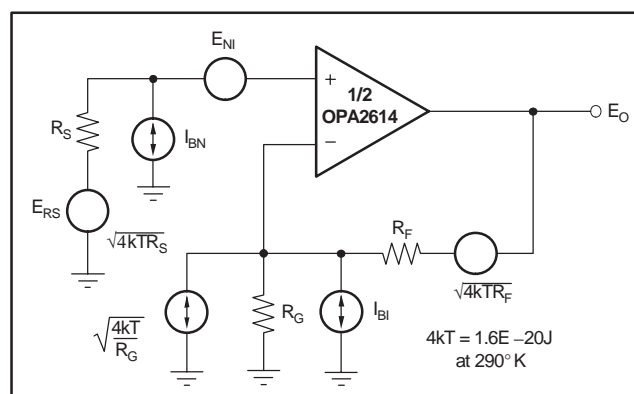 E_NI
+
1/2
OPA2614
−
E_O
R_S
I_BN
E_RS
√4kTR_S
R_F
√4kTR_F
√4kT/R_G
R_G
I_BI
4kT = 1.6E −20J
at 290° K